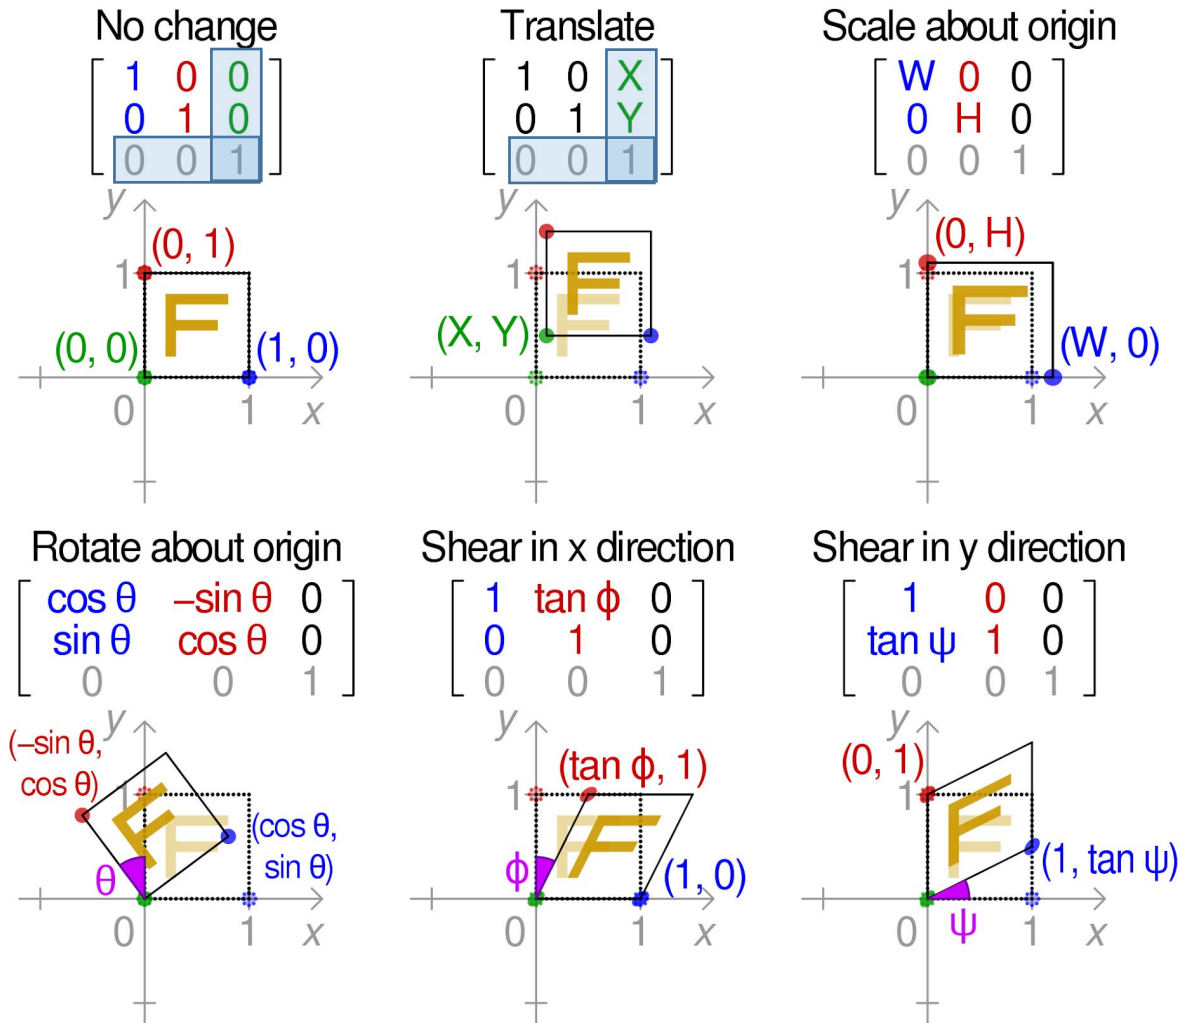 No change
1 0 0
0 1 0
0 0 1
y
(0, 1)
1
F
(0, 0)
(1, 0)
0
1
x
Translate
1 0 X
0 1 Y
0 0 1
y
1
F
F
(X, Y)
0
1
x
Scale about origin
W 0 0
0 H 0
0 0 1
y
(0, H)
1
F
F
(W, 0)
0
1
x
Rotate about origin
cos θ –sin θ 0
sin θ cos θ 0
0 0 1
y
(–sin θ,
cos θ)
1
F
F
(cos θ,
sin θ)
θ
0
1
x
Shear in x direction
1 tan ϕ 0
0 1 0
0 0 1
y
(tan ϕ, 1)
1
F
F
ϕ
(1, 0)
0
1
x
Shear in y direction
1 0 0
tan ψ 1 0
0 0 1
y
(0, 1)
1
F
F
(1, tan ψ)
ψ
0
1
x